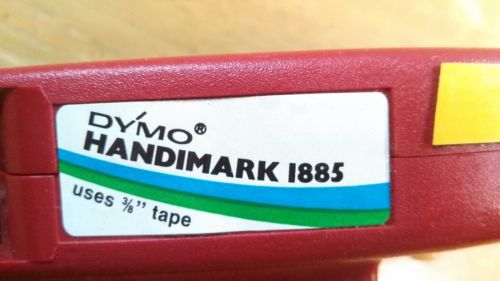 DYMO®
HANDIMARK 1885
uses 3/8" tape